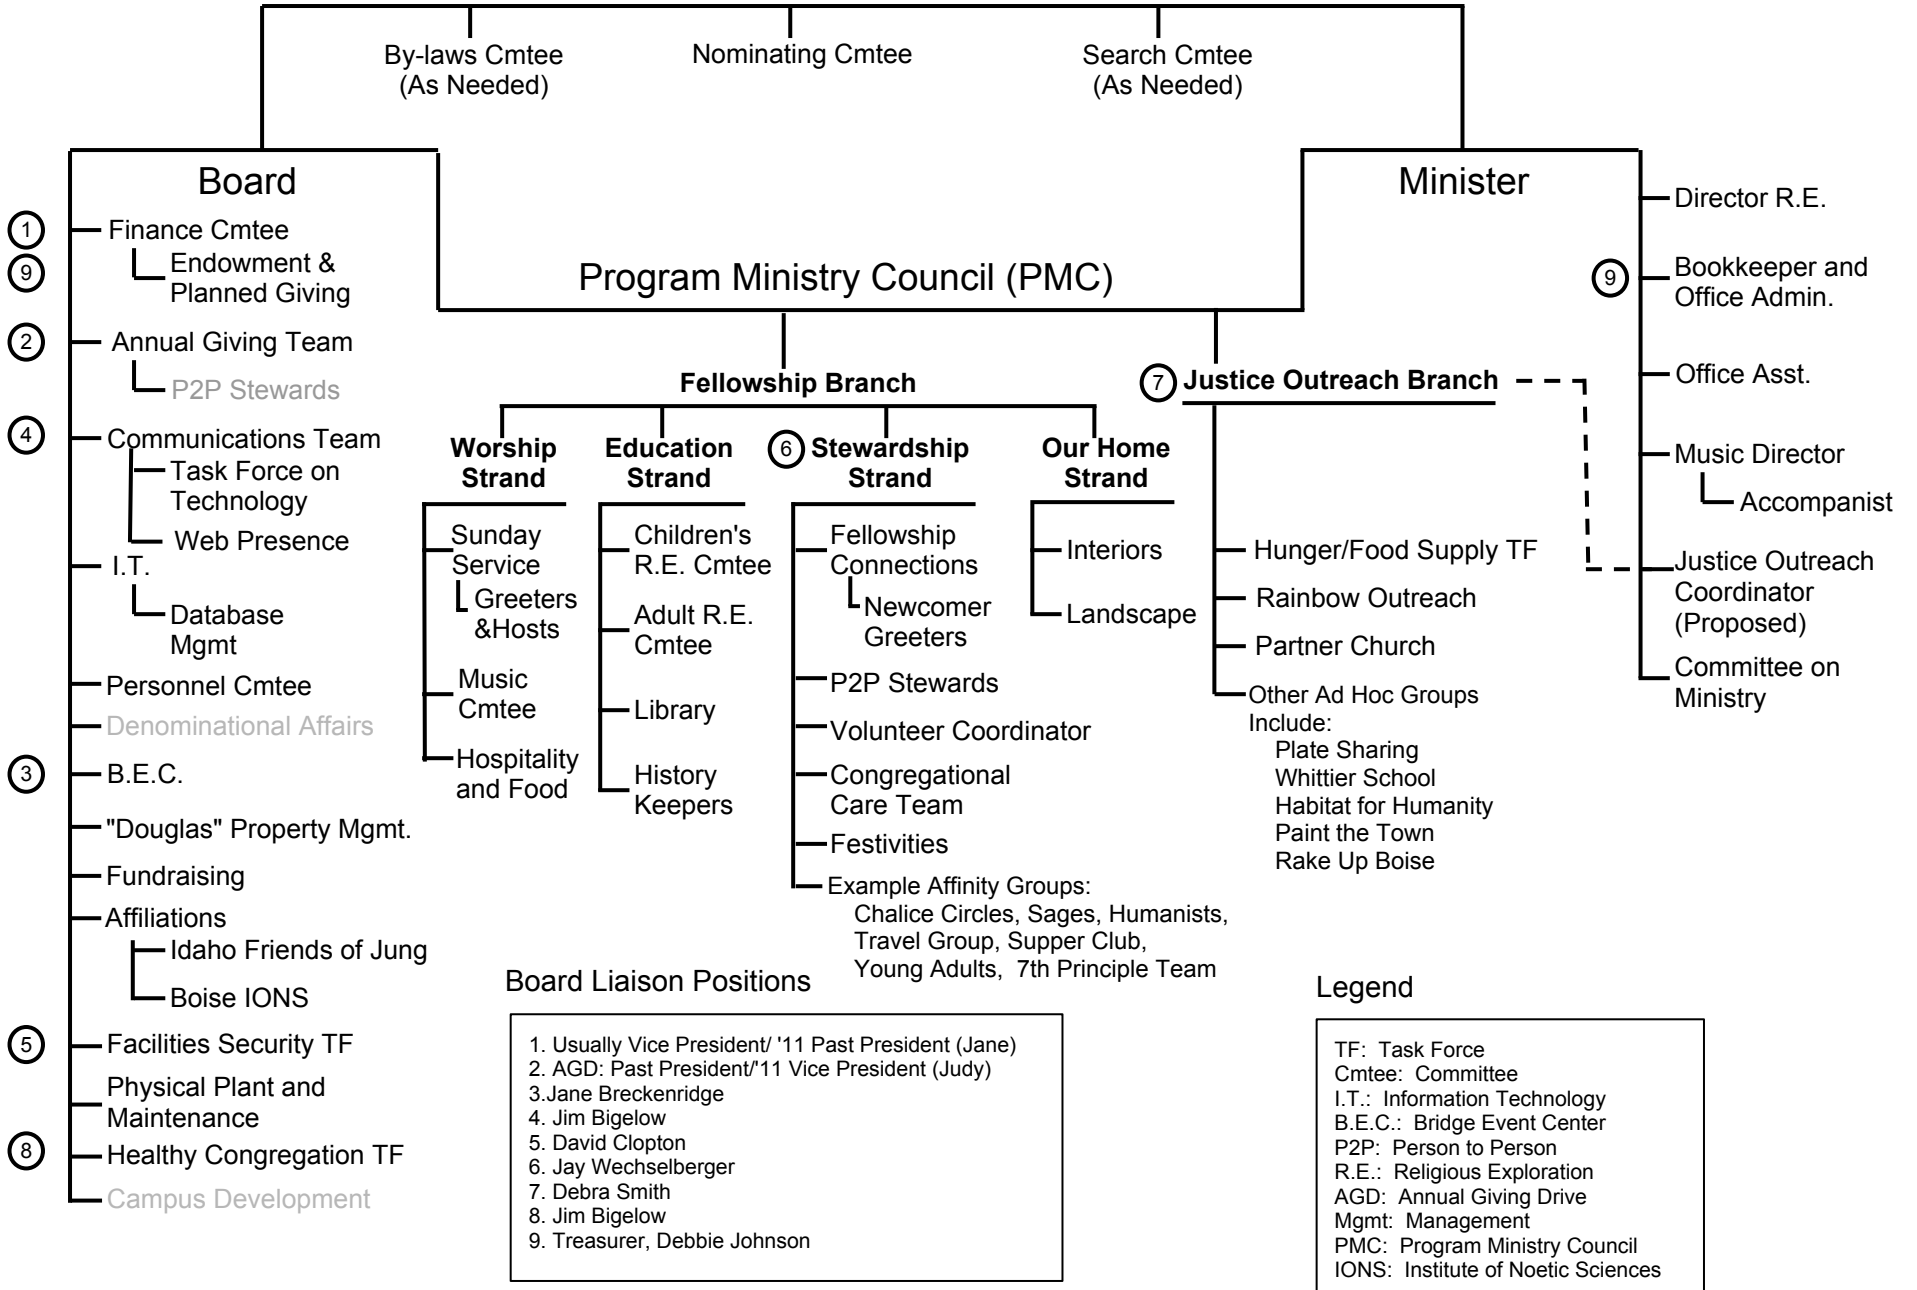 By-laws Cmtee
(As Needed)
Nominating Cmtee
Search Cmtee
(As Needed)
Board
1
Finance Cmtee
9
Endowment &
Planned Giving
2
Annual Giving Team
P2P Stewards
4
Communications Team
Task Force on
Technology
Web Presence
I.T.
Database
Mgmt
Personnel Cmtee
Denominational Affairs
3
B.E.C.
"Douglas" Property Mgmt.
Fundraising
Affiliations
Idaho Friends of Jung
Boise IONS
5
Facilities Security TF
Physical Plant and
Maintenance
8
Healthy Congregation TF
Campus Development
Program Ministry Council (PMC)
Fellowship Branch
Worship
Strand
Sunday
Service
Greeters
&Hosts
Music
Cmtee
Hospitality
and Food
Education
Strand
Children's
R.E. Cmtee
Adult R.E.
Cmtee
Library
History
Keepers
6
Stewardship
Strand
Fellowship
Connections
Newcomer
Greeters
P2P Stewards
Volunteer Coordinator
Congregational
Care Team
Festivities
Example Affinity Groups:
Chalice Circles, Sages, Humanists,
Travel Group, Supper Club,
Young Adults, 7th Principle Team
Our Home
Strand
Interiors
Landscape
7
Justice Outreach Branch
Hunger/Food Supply TF
Rainbow Outreach
Partner Church
Other Ad Hoc Groups
Include:
Plate Sharing
Whittier School
Habitat for Humanity
Paint the Town
Rake Up Boise
Minister
Director R.E.
9
Bookkeeper and
Office Admin.
Office Asst.
Music Director
Accompanist
Justice Outreach
Coordinator
(Proposed)
Committee on
Ministry
Board Liaison Positions
1. Usually Vice President/ '11 Past President (Jane)
2. AGD: Past President/'11 Vice President (Judy)
3.Jane Breckenridge
4. Jim Bigelow
5. David Clopton
6. Jay Wechselberger
7. Debra Smith
8. Jim Bigelow
9. Treasurer, Debbie Johnson
Legend
TF: Task Force
Cmtee: Committee
I.T.: Information Technology
B.E.C.: Bridge Event Center
P2P: Person to Person
R.E.: Religious Exploration
AGD: Annual Giving Drive
Mgmt: Management
PMC: Program Ministry Council
IONS: Institute of Noetic Sciences